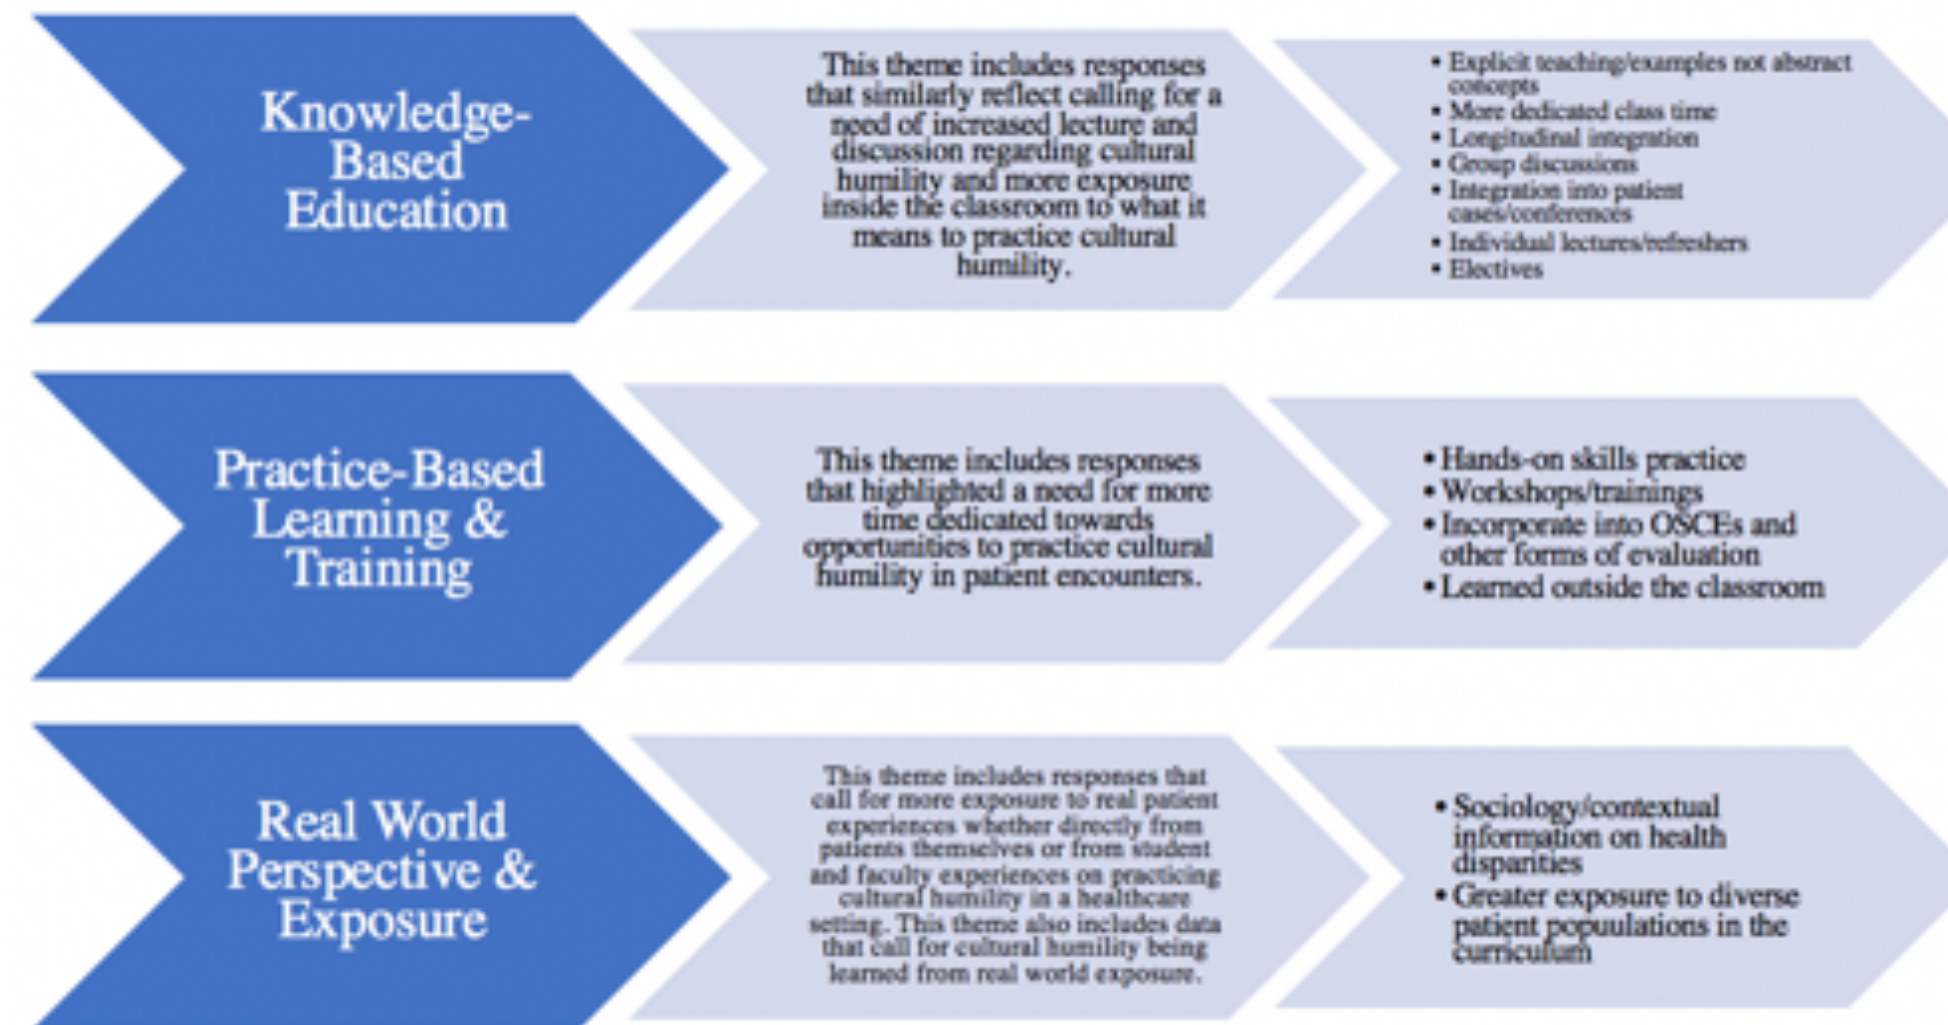 Knowledge-
Based
Education
This theme includes responses
that similarly reflect calling for a
need of increased lecture and
discussion regarding cultural
humility and more exposure
inside the classroom to what it
means to practice cultural
humility.
• Explicit teaching/examples not abstract
concepts
• More dedicated class time
• Longitudinal integration
• Group discussions
• Integration into patient
cases/conferences
• Individual lectures/refreshers
• Electives
Practice-Based
Learning &
Training
This theme includes responses
that highlighted a need for more
time dedicated towards
opportunities to practice cultural
humility in patient encounters.
• Hands-on skills practice
• Workshops/trainings
• Incorporate into OSCEs and
other forms of evaluation
• Learned outside the classroom
Real World
Perspective &
Exposure
This theme includes responses that
call for more exposure to real patient
experiences whether directly from
patients themselves or from student
and faculty experiences on practicing
cultural humility in a healthcare
setting. This theme also includes data
that call for cultural humility being
learned from real world exposure.
• Sociology/contextual
information on health
disparities
• Greater exposure to diverse
patient popuulations in the
curriculum